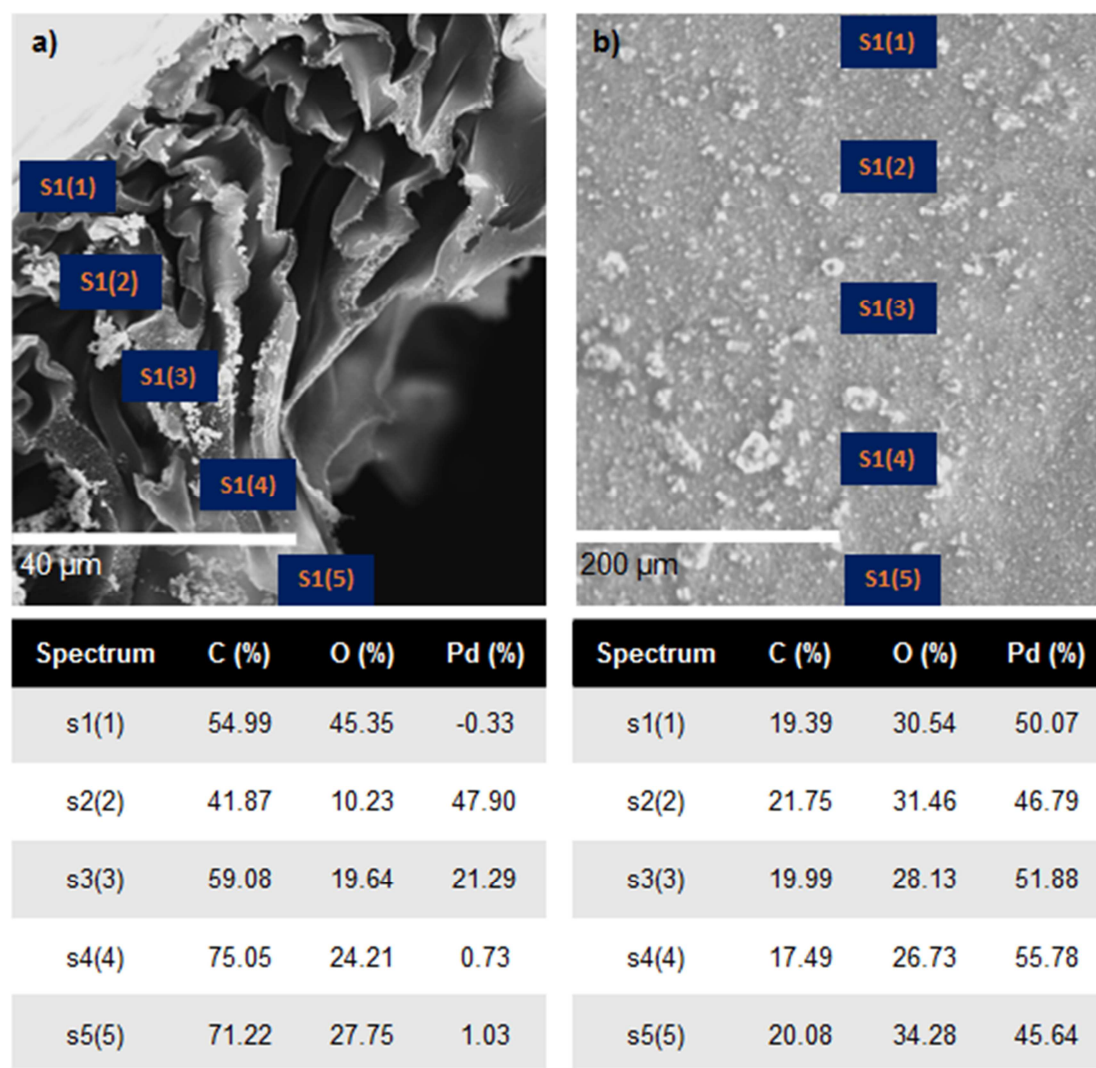 a)
S1(1)
S1(2)
S1(3)
S1(4)
S1(5)
40 µm
b)
S1(1)
S1(2)
S1(3)
S1(4)
S1(5)
200 µm
Spectrum C (%) O (%) Pd (%)
s1(1) 54.99 45.35 -0.33
s2(2) 41.87 10.23 47.90
s3(3) 59.08 19.64 21.29
s4(4) 75.05 24.21 0.73
s5(5) 71.22 27.75 1.03
Spectrum C (%) O (%) Pd (%)
s1(1) 19.39 30.54 50.07
s2(2) 21.75 31.46 46.79
s3(3) 19.99 28.13 51.88
s4(4) 17.49 26.73 55.78
s5(5) 20.08 34.28 45.64